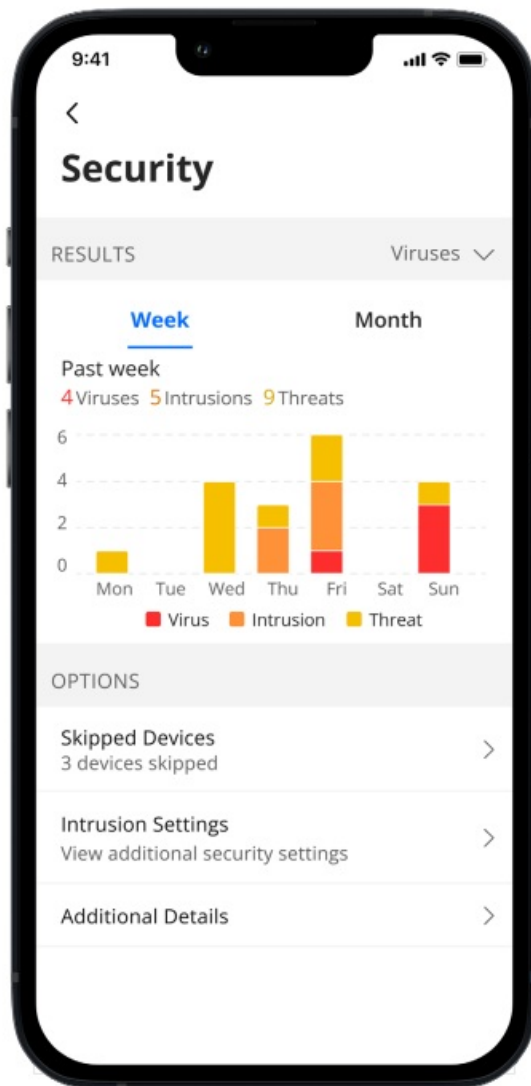 9:41
Security
RESULTS Viruses
Week Month
Past week
4 Viruses 5 Intrusions 9 Threats
6
4
2
0
Mon Tue Wed Thu Fri Sat Sun
Virus Intrusion Threat
OPTIONS
Skipped Devices
3 devices skipped
Intrusion Settings
View additional security settings
Additional Details